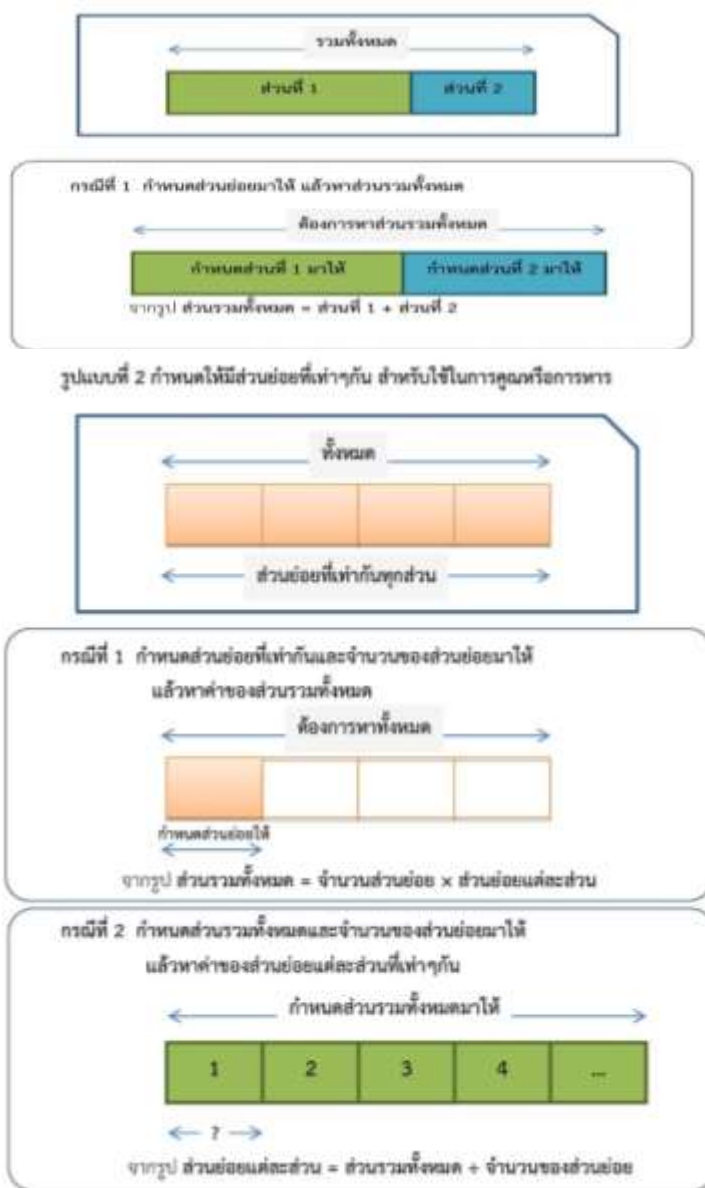 รวมทั้งหมด
ส่วนที่ 1 ส่วนที่ 2
กรณีที่ 1 กำหนดส่วนย่อยมาให้ แล้วหาส่วนรวมทั้งหมด
ต้องการหาส่วนรวมทั้งหมด
กำหนดส่วนที่ 1 มาให้ กำหนดส่วนที่ 2 มาให้
จากรูป ส่วนรวมทั้งหมด = ส่วนที่ 1 + ส่วนที่ 2
รูปแบบที่ 2 กำหนดให้มีส่วนย่อยที่เท่าๆกัน สำหรับใช้ในการคูณหรือการหาร
ทั้งหมด
ส่วนย่อยที่เท่ากันทุกส่วน
กรณีที่ 1 กำหนดส่วนย่อยที่เท่ากันและจำนวนของส่วนย่อยมาให้
แล้วหาค่าของส่วนรวมทั้งหมด
ต้องการหาทั้งหมด
กำหนดส่วนย่อยให้
จากรูป ส่วนรวมทั้งหมด = จำนวนส่วนย่อย × ส่วนย่อยแต่ละส่วน
กรณีที่ 2 กำหนดส่วนรวมทั้งหมดและจำนวนของส่วนย่อยมาให้
แล้วหาค่าของส่วนย่อยแต่ละส่วนที่เท่าๆกัน
กำหนดส่วนรวมทั้งหมดมาให้
1 2 3 4 ...
?
จากรูป ส่วนย่อยแต่ละส่วน = ส่วนรวมทั้งหมด ÷ จำนวนของส่วนย่อย